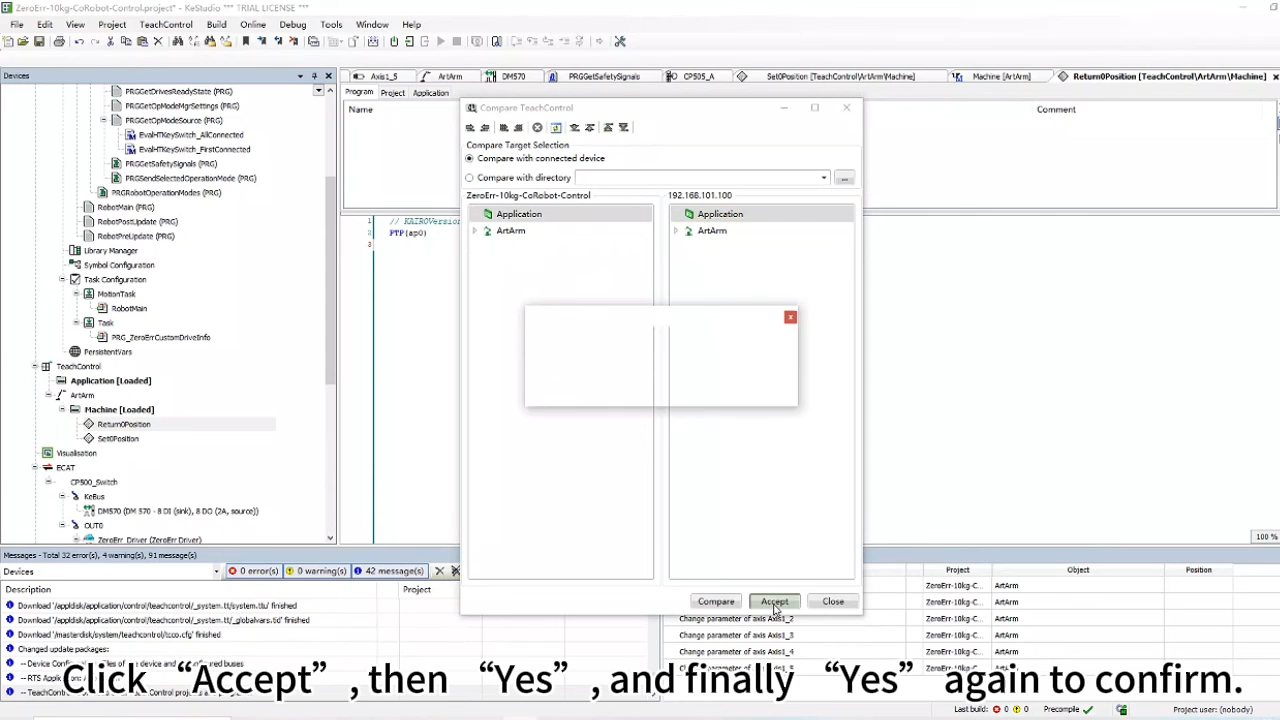 ZeroErr-10kg-CoRobot-Control.project* - KeStudio ™ TRIAL LICENSE ™
File Edit View Project TeachControl Build Online Debug Tools Window Help
Devices
Axis1_5 ArtArm DM570 PRGGetSafetySignals CP505_A Set0Position [TeachControl\ArtArm\Machine] Machine [ArtArm] Return0Position [TeachControl\ArtArm\Machine]
PRGGetDrivesReadyState (PRG)
PRGGetOpModeMgrSettings (PRG)
PRGGetOpModeSource (PRG)
EvalHTKeySwitch_AllConnected
EvalHTKeySwitch_FirstConnected
PRGGetSafetySignals (PRG)
PRGSendSelectedOperationMode (PRG)
PRGRobotOperationModes (PRG)
RobotMain (PRG)
RobotPostUpdate (PRG)
RobotPreUpdate (PRG)
Library Manager
Symbol Configuration
Task Configuration
MotionTask
RobotMain
Task
PRG_ZeroErrCustomDriveInfo
PersistentVars
TeachControl
Application [Loaded]
ArtArm
Machine [Loaded]
Return0Position
Set0Position
Visualisation
ECAT
CP500_Switch
KeBus
DM570 (DM 570 - 8 DI (sink), 8 DO (2A, source))
OUT0
ZeroErr_Driver (ZeroErr Driver)
Program Project Application
Name
Comment
1 // KAIROVersion
2 PTP(ap0)
3
100 %
Compare TeachControl
Compare Target Selection
Compare with connected device
Compare with directory
...
ZeroErr-10kg-CoRobot-Control
192.168.101.100
Application
ArtArm
Application
ArtArm
Compare Accept Close
Messages - Total 32 error(s), 4 warning(s), 91 message(s)
Devices 0 error(s) 0 warning(s) 42 message(s)
Description Project
Download '/appldisk/application/control/teachcontrol/_system.tt/system.tlu' finished
Download '/appldisk/application/control/teachcontrol/_globalvars.tid' finished
Download '/masterdisk/system/teachcontrol/tcco.cfg' finished
Changed update packages:
Project Object Position
ZeroErr-10kg-C... ArtArm
ZeroErr-10kg-C... ArtArm
Change parameter of axis Axis1_2 ZeroErr-10kg-C... ArtArm
Change parameter of axis Axis1_3 ZeroErr-10kg-C... ArtArm
Change parameter of axis Axis1_4 ZeroErr-10kg-C... ArtArm
Click “Accept”, then “Yes”, and finally “Yes” again to confirm.
Last build: 0 0 Precompile Project user: (nobody)